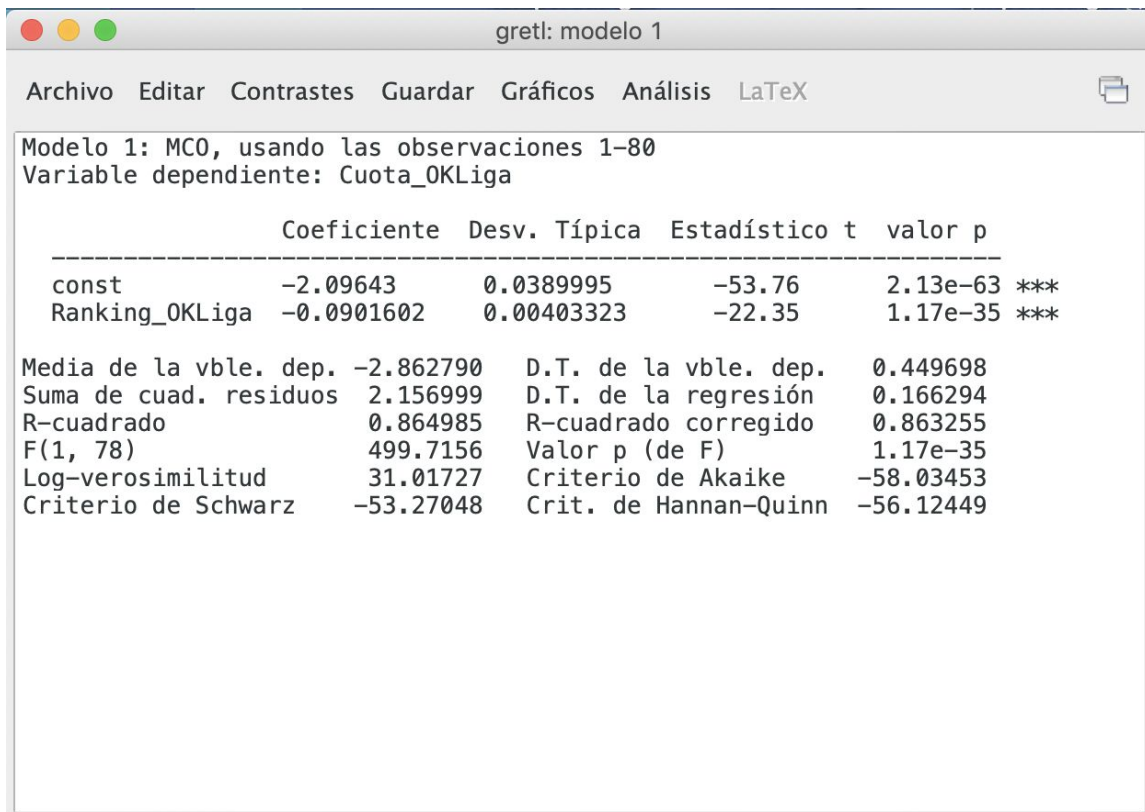 gretl: modelo 1
Archivo Editar Contrastes Guardar Gráficos Análisis LaTeX
Modelo 1: MCO, usando las observaciones 1-80
Variable dependiente: Cuota_OKLiga
Coeficiente Desv. Típica Estadístico t valor p
const -2.09643 0.0389995 -53.76 2.13e-63 ***
Ranking_OKLiga -0.0901602 0.00403323 -22.35 1.17e-35 ***
Media de la vble. dep. -2.862790 D.T. de la vble. dep. 0.449698
Suma de cuad. residuos 2.156999 D.T. de la regresión 0.166294
R-cuadrado 0.864985 R-cuadrado corregido 0.863255
F(1, 78) 499.7156 Valor p (de F) 1.17e-35
Log-verosimilitud 31.01727 Criterio de Akaike -58.03453
Criterio de Schwarz -53.27048 Crit. de Hannan-Quinn -56.12449